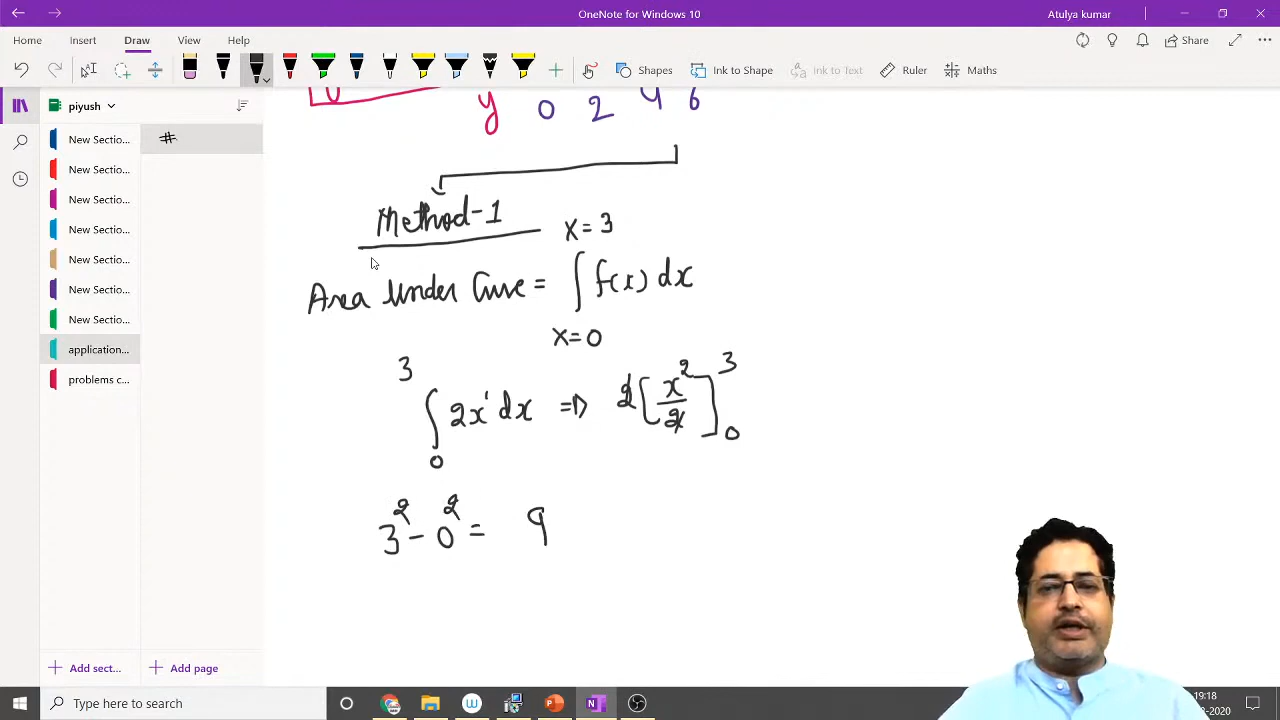 OneNote for Windows 10
Atulya kumar
Home Insert Draw View Help
Share
Shapes Ink to Shape Ink to Text Ruler Maths
piyush
#
New Sectio...
New Sectio...
New Sectio...
New Sectio...
New Sectio...
New Sectio...
New Sectio...
application...
problems c...
y 0 2 4 6
Method-1
x = 3
Area Under Curve = ∫ f(x) dx
x = 0
3
∫ 2x¹ dx ⇒ 2[x²/2]³₀
0
3² - 0² = 9
+ Add sect... + Add page
Type here to search
19:18
-2020